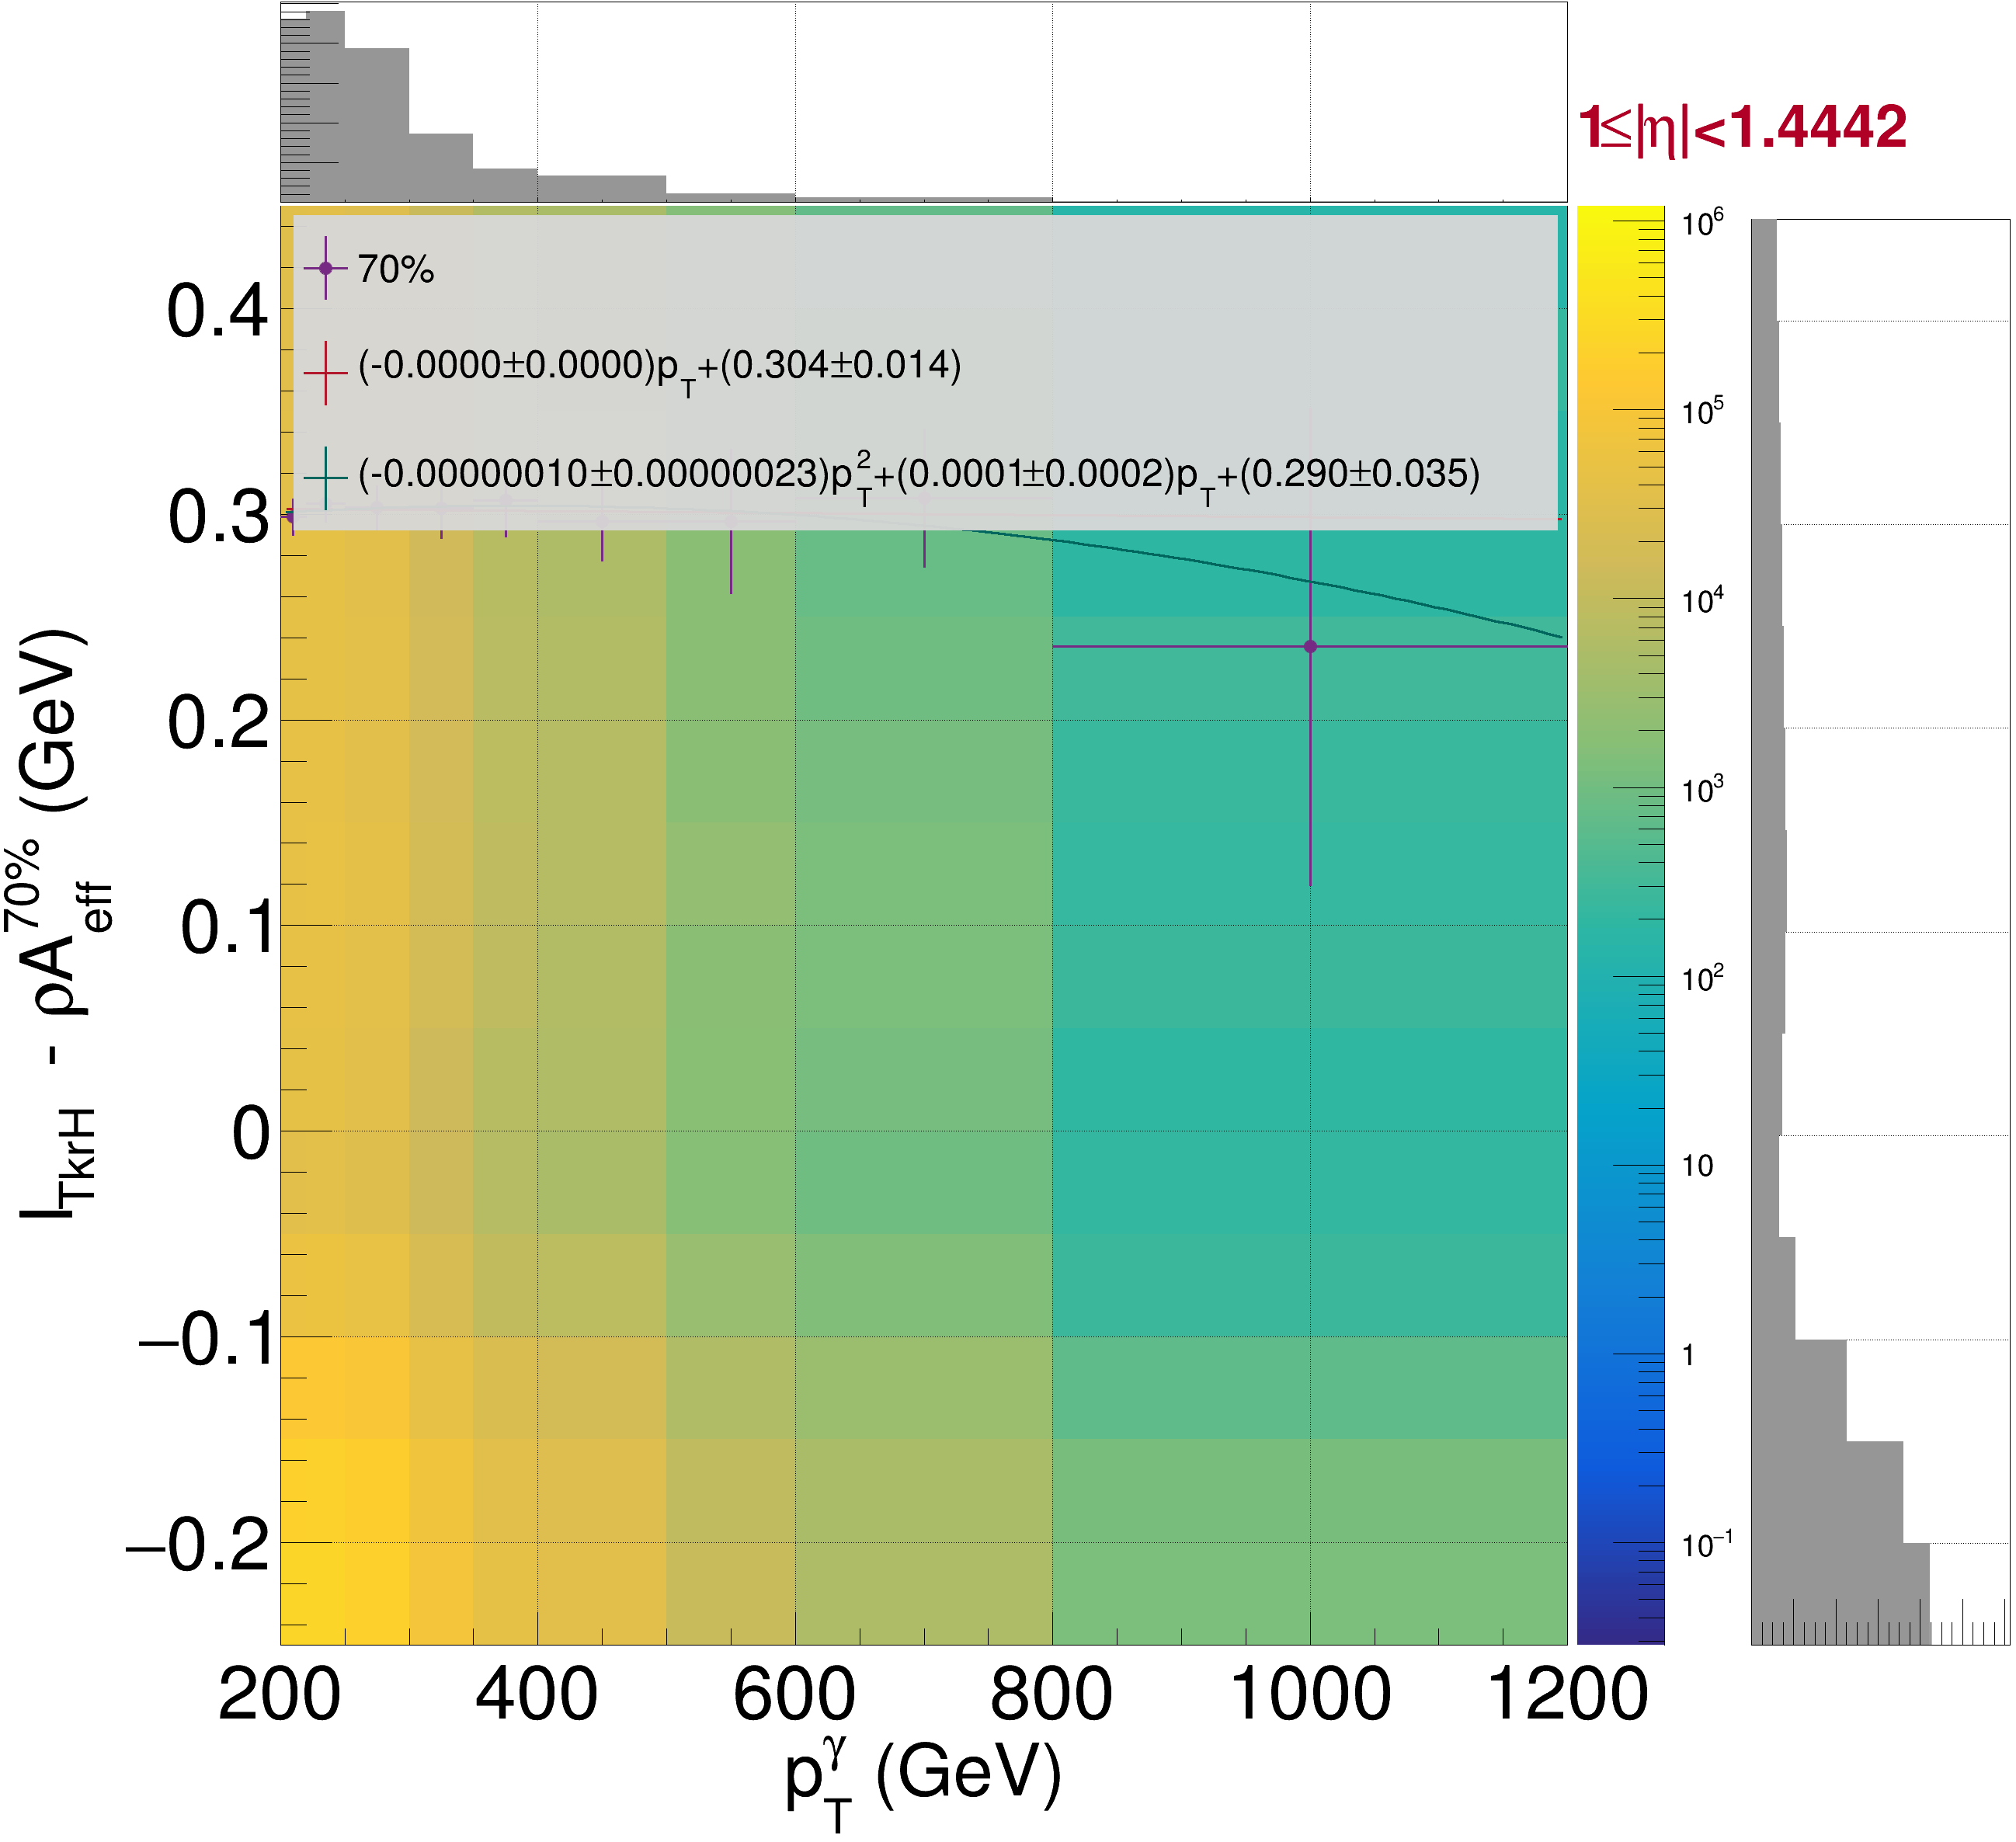 1≤|η|<1.4442
70%
(-0.0000±0.0000)p_T+(0.304±0.014)
(-0.00000010±0.00000023)p_T^2+(0.0001±0.0002)p_T+(0.290±0.035)
I_TkrH - ρA_eff^70% (GeV)
0.4
0.3
0.2
0.1
0
−0.1
−0.2
200 400 600 800 1000 1200
p_T^γ (GeV)
10^6
10^5
10^4
10^3
10^2
10
1
10^−1